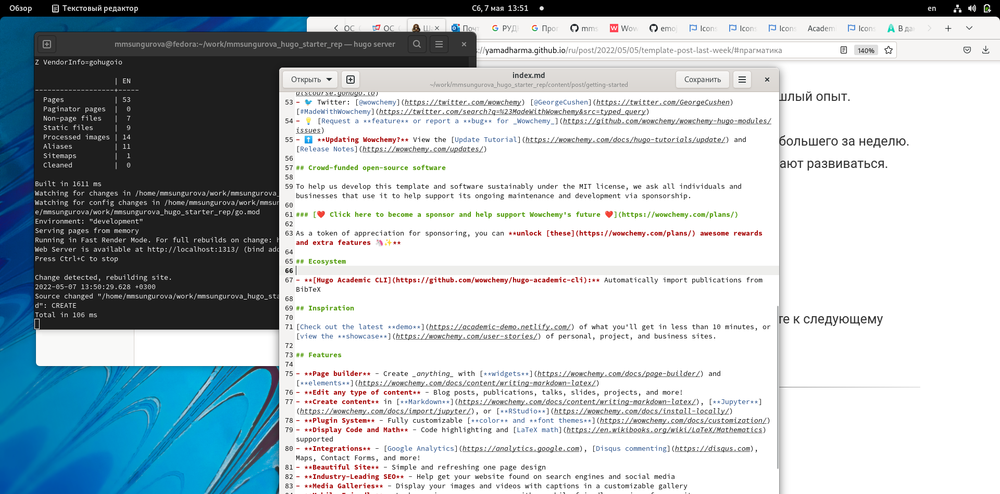 Обзор
Текстовый редактор
Сб, 7 мая 13:51
en
ОС
ОС
Ша
Почт
РУД
Прог
mms
Wow
emoj
Icons
Icons
Icons
Academi
Icons
В да
://yamadharma.github.io/ru/post/2022/05/05/template-post-last-week/#прагматика
140%
mmsungurova@fedora:~/work/mmsungurova_hugo_starter_rep — hugo server
Z VendorInfo=gohugoio
| EN
-------------------+-----
Pages | 53
Paginator pages | 0
Non-page files | 7
Static files | 9
Processed images | 14
Aliases | 11
Sitemaps | 1
Cleaned | 0
Built in 1611 ms
Watching for changes in /home/mmsungurova/work/mmsungurova_
Watching for config changes in /home/mmsungurova/work/mmsun
e/mmsungurova/work/mmsungurova_hugo_starter_rep/go.mod
Environment: "development"
Serving pages from memory
Running in Fast Render Mode. For full rebuilds on change: h
Web Server is available at http://localhost:1313/ (bind add
Press Ctrl+C to stop
Change detected, rebuilding site.
2022-05-07 13:50:29.628 +0300
Source changed "/home/mmsungurova/work/mmsungurova_hugo_sta
d": CREATE
Total in 106 ms
Открыть
index.md
~/work/mmsungurova_hugo_starter_rep/content/post/getting-started
Сохранить
discourse.gohugo.io)
53 - 🐦 Twitter: [@wowchemy](https://twitter.com/wowchemy) [@GeorgeCushen](https://twitter.com/GeorgeCushen)
[#MadeWithWowchemy](https://twitter.com/search?q=%23MadeWithWowchemy&src=typed_query)
54 - 💡 [Request a **feature** or report a **bug** for _Wowchemy_](https://github.com/wowchemy/wowchemy-hugo-modules/
issues)
55 - ⬆️ **Updating Wowchemy?** View the [Update Tutorial](https://wowchemy.com/docs/hugo-tutorials/update/) and
[Release Notes](https://wowchemy.com/updates/)
56
57 ## Crowd-funded open-source software
58
59 To help us develop this template and software sustainably under the MIT license, we ask all individuals and
businesses that use it to help support its ongoing maintenance and development via sponsorship.
60
61 ### [❤️ Click here to become a sponsor and help support Wowchemy's future ❤️](https://wowchemy.com/plans/)
62
63 As a token of appreciation for sponsoring, you can **unlock [these](https://wowchemy.com/plans/) awesome rewards
and extra features 🦄✨**
64
65 ## Ecosystem
66
67 - **[Hugo Academic CLI](https://github.com/wowchemy/hugo-academic-cli):** Automatically import publications from
BibTeX
68
69 ## Inspiration
70
71 [Check out the latest **demo**](https://academic-demo.netlify.com/) of what you'll get in less than 10 minutes, or
[view the **showcase**](https://wowchemy.com/user-stories/) of personal, project, and business sites.
72
73 ## Features
74
75 - **Page builder** - Create _anything_ with [**widgets**](https://wowchemy.com/docs/page-builder/) and
[**elements**](https://wowchemy.com/docs/content/writing-markdown-latex/)
76 - **Edit any type of content** - Blog posts, publications, talks, slides, projects, and more!
77 - **Create content** in [**Markdown**](https://wowchemy.com/docs/content/writing-markdown-latex/), [**Jupyter**]
(https://wowchemy.com/docs/import/jupyter/), or [**RStudio**](https://wowchemy.com/docs/install-locally/)
78 - **Plugin System** - Fully customizable [**color** and **font themes**](https://wowchemy.com/docs/customization/)
79 - **Display Code and Math** - Code highlighting and [LaTeX math](https://en.wikibooks.org/wiki/LaTeX/Mathematics)
supported
80 - **Integrations** - [Google Analytics](https://analytics.google.com), [Disqus commenting](https://disqus.com),
Maps, Contact Forms, and more!
81 - **Beautiful Site** - Simple and refreshing one page design
82 - **Industry-Leading SEO** - Help get your website found on search engines and social media
83 - **Media Galleries** - Display your images and videos with captions in a customizable gallery
шлый опыт.
большего за неделю.
ают развиваться.
те к следующему